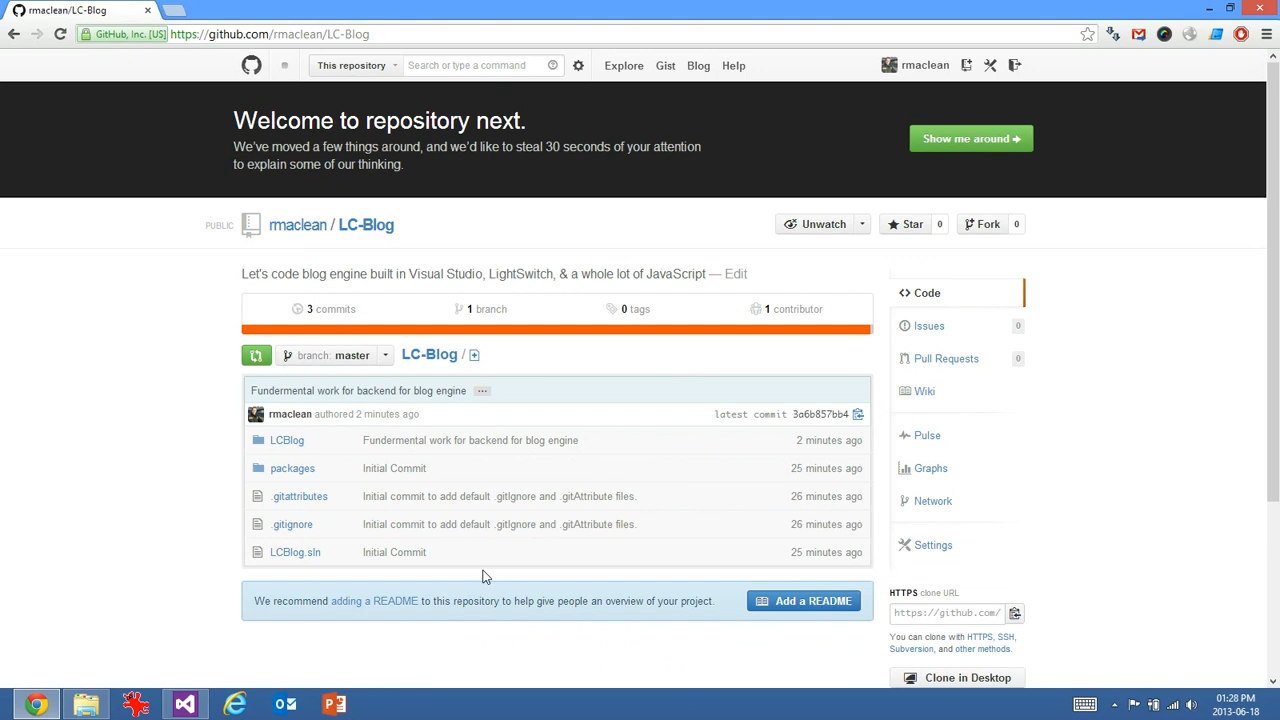 rmaclean/LC-Blog
GitHub, Inc. [US] https://github.com/rmaclean/LC-Blog
This repository Search or type a command Explore Gist Blog Help rmaclean
Welcome to repository next.
We've moved a few things around, and we'd like to steal 30 seconds of your attention
to explain some of our thinking.
Show me around
PUBLIC rmaclean / LC-Blog Unwatch Star 0 Fork 0
Let's code blog engine built in Visual Studio, LightSwitch, & a whole lot of JavaScript — Edit
3 commits 1 branch 0 tags 1 contributor
branch: master LC-Blog /
Fundermental work for backend for blog engine ...
rmaclean authored 2 minutes ago latest commit 3a6b857bb4
LCBlog Fundermental work for backend for blog engine 2 minutes ago
packages Initial Commit 25 minutes ago
.gitattributes Initial commit to add default .gitIgnore and .gitAttribute files. 26 minutes ago
.gitignore Initial commit to add default .gitIgnore and .gitAttribute files. 26 minutes ago
LCBlog.sln Initial Commit 25 minutes ago
We recommend adding a README to this repository to help give people an overview of your project. Add a README
Code
Issues 0
Pull Requests 0
Wiki
Pulse
Graphs
Network
Settings
HTTPS clone URL
https://github.com/
You can clone with HTTPS, SSH,
Subversion, and other methods.
Clone in Desktop
01:28 PM
2013-06-18